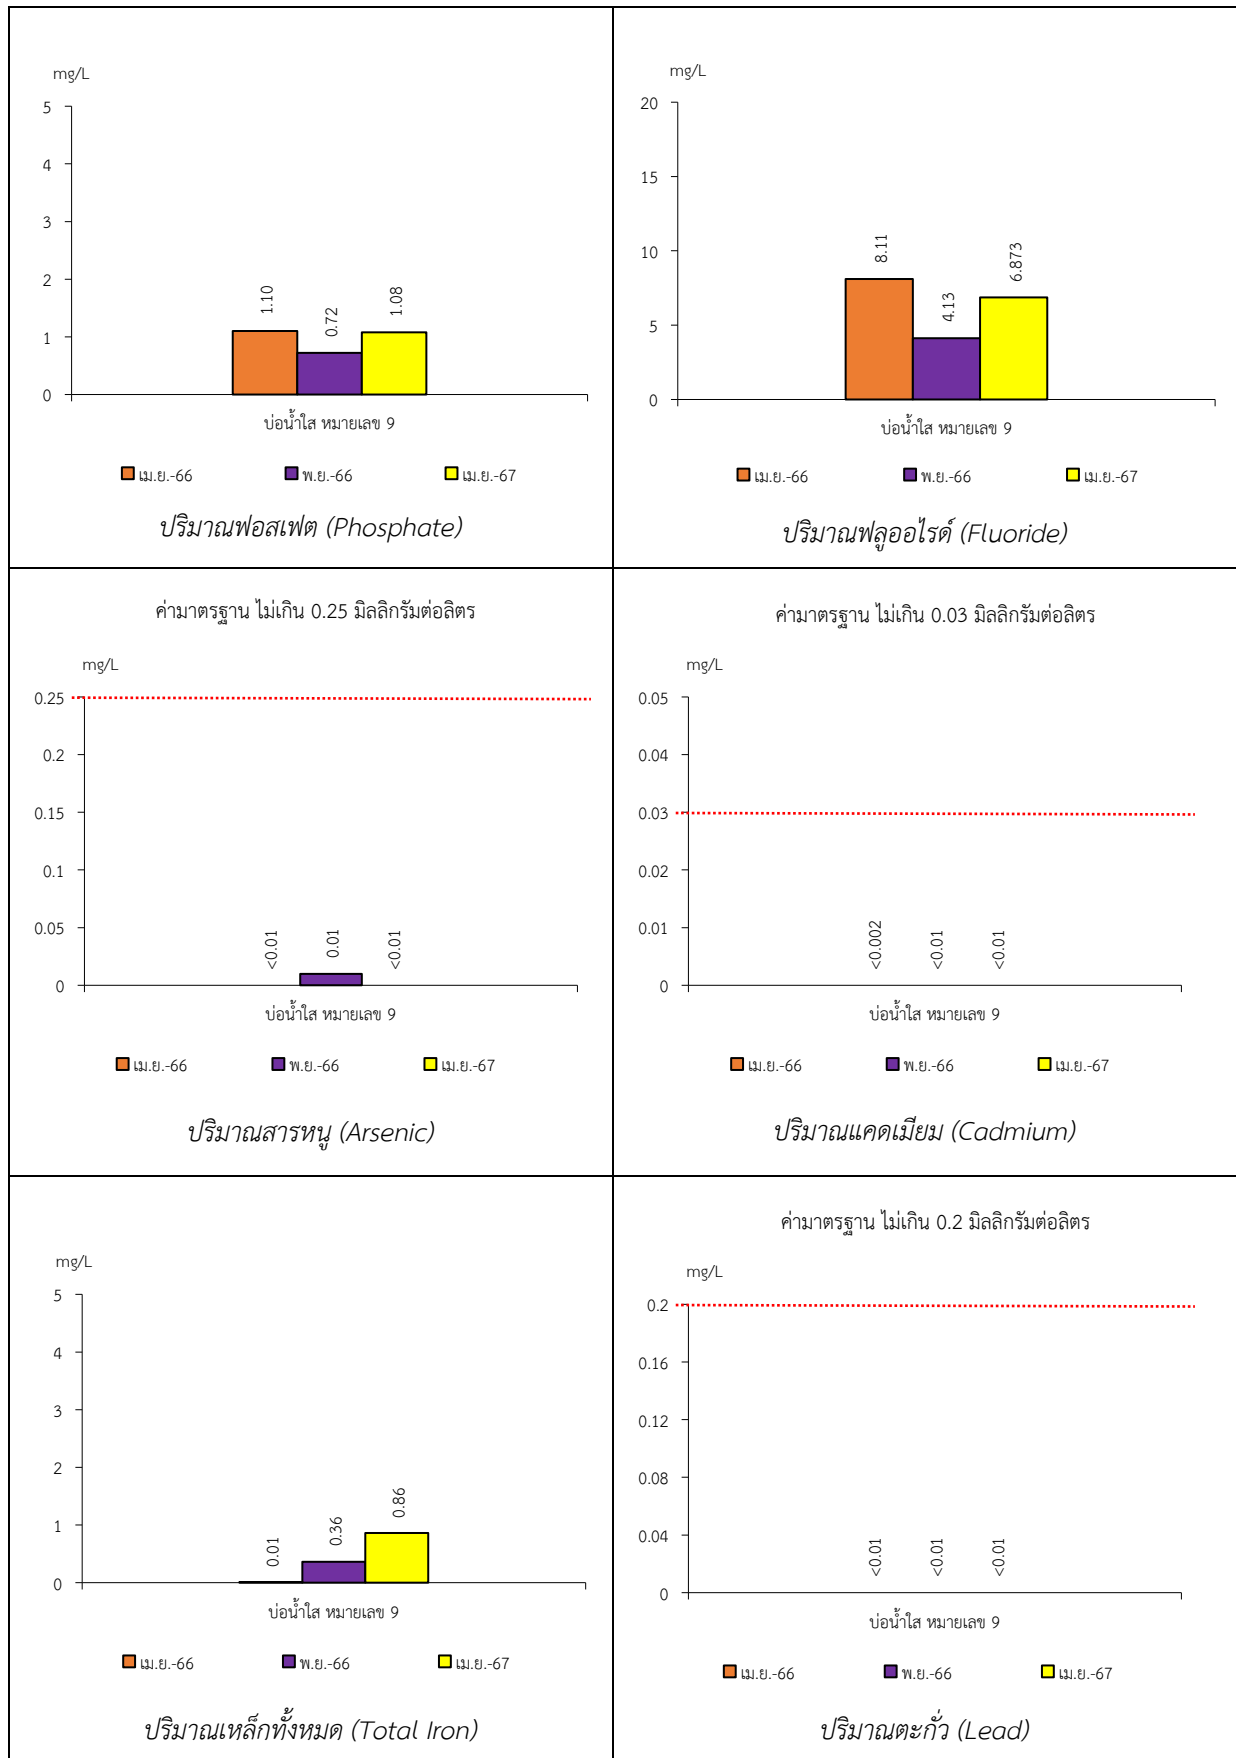 mg/L
5
4
3
2
1
0
1.10
0.72
1.08
บ่อน้ำใส หมายเลข 9
เม.ย.-66 พ.ย.-66 เม.ย.-67
ปริมาณฟอสเฟต (Phosphate)
mg/L
20
15
10
5
0
8.11
4.13
6.873
บ่อน้ำใส หมายเลข 9
เม.ย.-66 พ.ย.-66 เม.ย.-67
ปริมาณฟลูออไรด์ (Fluoride)
ค่ามาตรฐาน ไม่เกิน 0.25 มิลลิกรัมต่อลิตร
mg/L
0.25
0.2
0.15
0.1
0.05
0
<0.01
0.01
<0.01
บ่อน้ำใส หมายเลข 9
เม.ย.-66 พ.ย.-66 เม.ย.-67
ปริมาณสารหนู (Arsenic)
ค่ามาตรฐาน ไม่เกิน 0.03 มิลลิกรัมต่อลิตร
mg/L
0.05
0.04
0.03
0.02
0.01
0
<0.002
<0.01
<0.01
บ่อน้ำใส หมายเลข 9
เม.ย.-66 พ.ย.-66 เม.ย.-67
ปริมาณแคดเมียม (Cadmium)
mg/L
5
4
3
2
1
0
0.01
0.36
0.86
บ่อน้ำใส หมายเลข 9
เม.ย.-66 พ.ย.-66 เม.ย.-67
ปริมาณเหล็กทั้งหมด (Total Iron)
ค่ามาตรฐาน ไม่เกิน 0.2 มิลลิกรัมต่อลิตร
mg/L
0.2
0.16
0.12
0.08
0.04
0
<0.01
<0.01
<0.01
บ่อน้ำใส หมายเลข 9
เม.ย.-66 พ.ย.-66 เม.ย.-67
ปริมาณตะกั่ว (Lead)